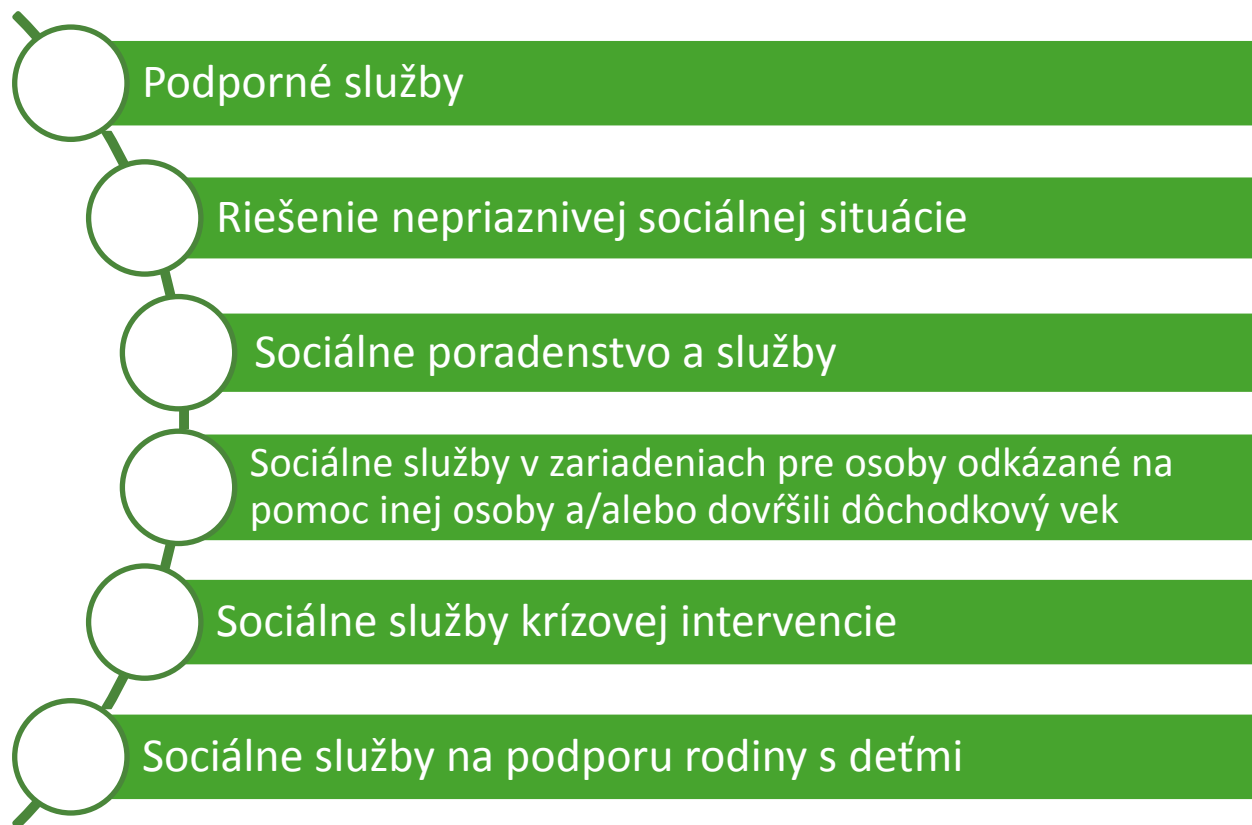 Podporné služby
Riešenie nepriaznivej sociálnej situácie
Sociálne poradenstvo a služby
Sociálne služby v zariadeniach pre osoby odkázané na
pomoc inej osoby a/alebo dovŕšili dôchodkový vek
Sociálne služby krízovej intervencie
Sociálne služby na podporu rodiny s deťmi